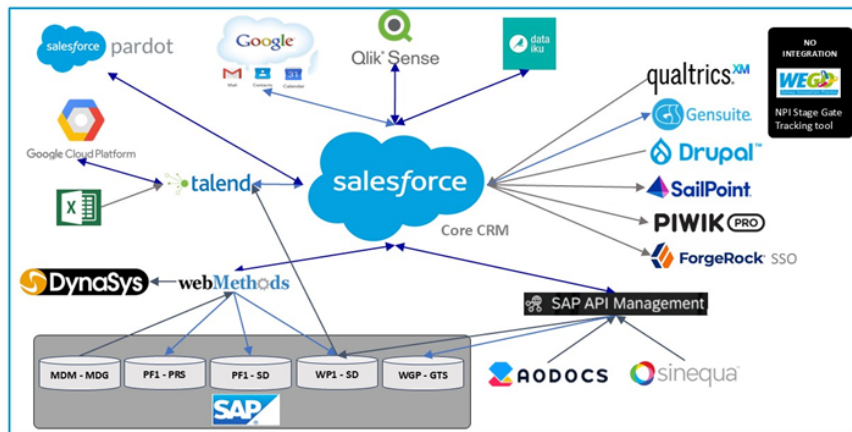 salesforce pardot
Google
Mail
Contacts
Calendar
Qlik Sense
data
iku
NO
INTEGRATION
WEGO
NPI Stage Gate
Tracking tool
qualtrics.XM
GS Gensuite.
Drupal™
SailPoint.
PIWIK PRO
ForgeRock® SSO
Google Cloud Platform
X
talend
salesforce
Core CRM
DynaSys
webMethods
SAP API Management
MDM - MDG
PF1 - PRS
PF1 - SD
WP1 - SD
WGP - GTS
SAP
AODOCS
sinequa